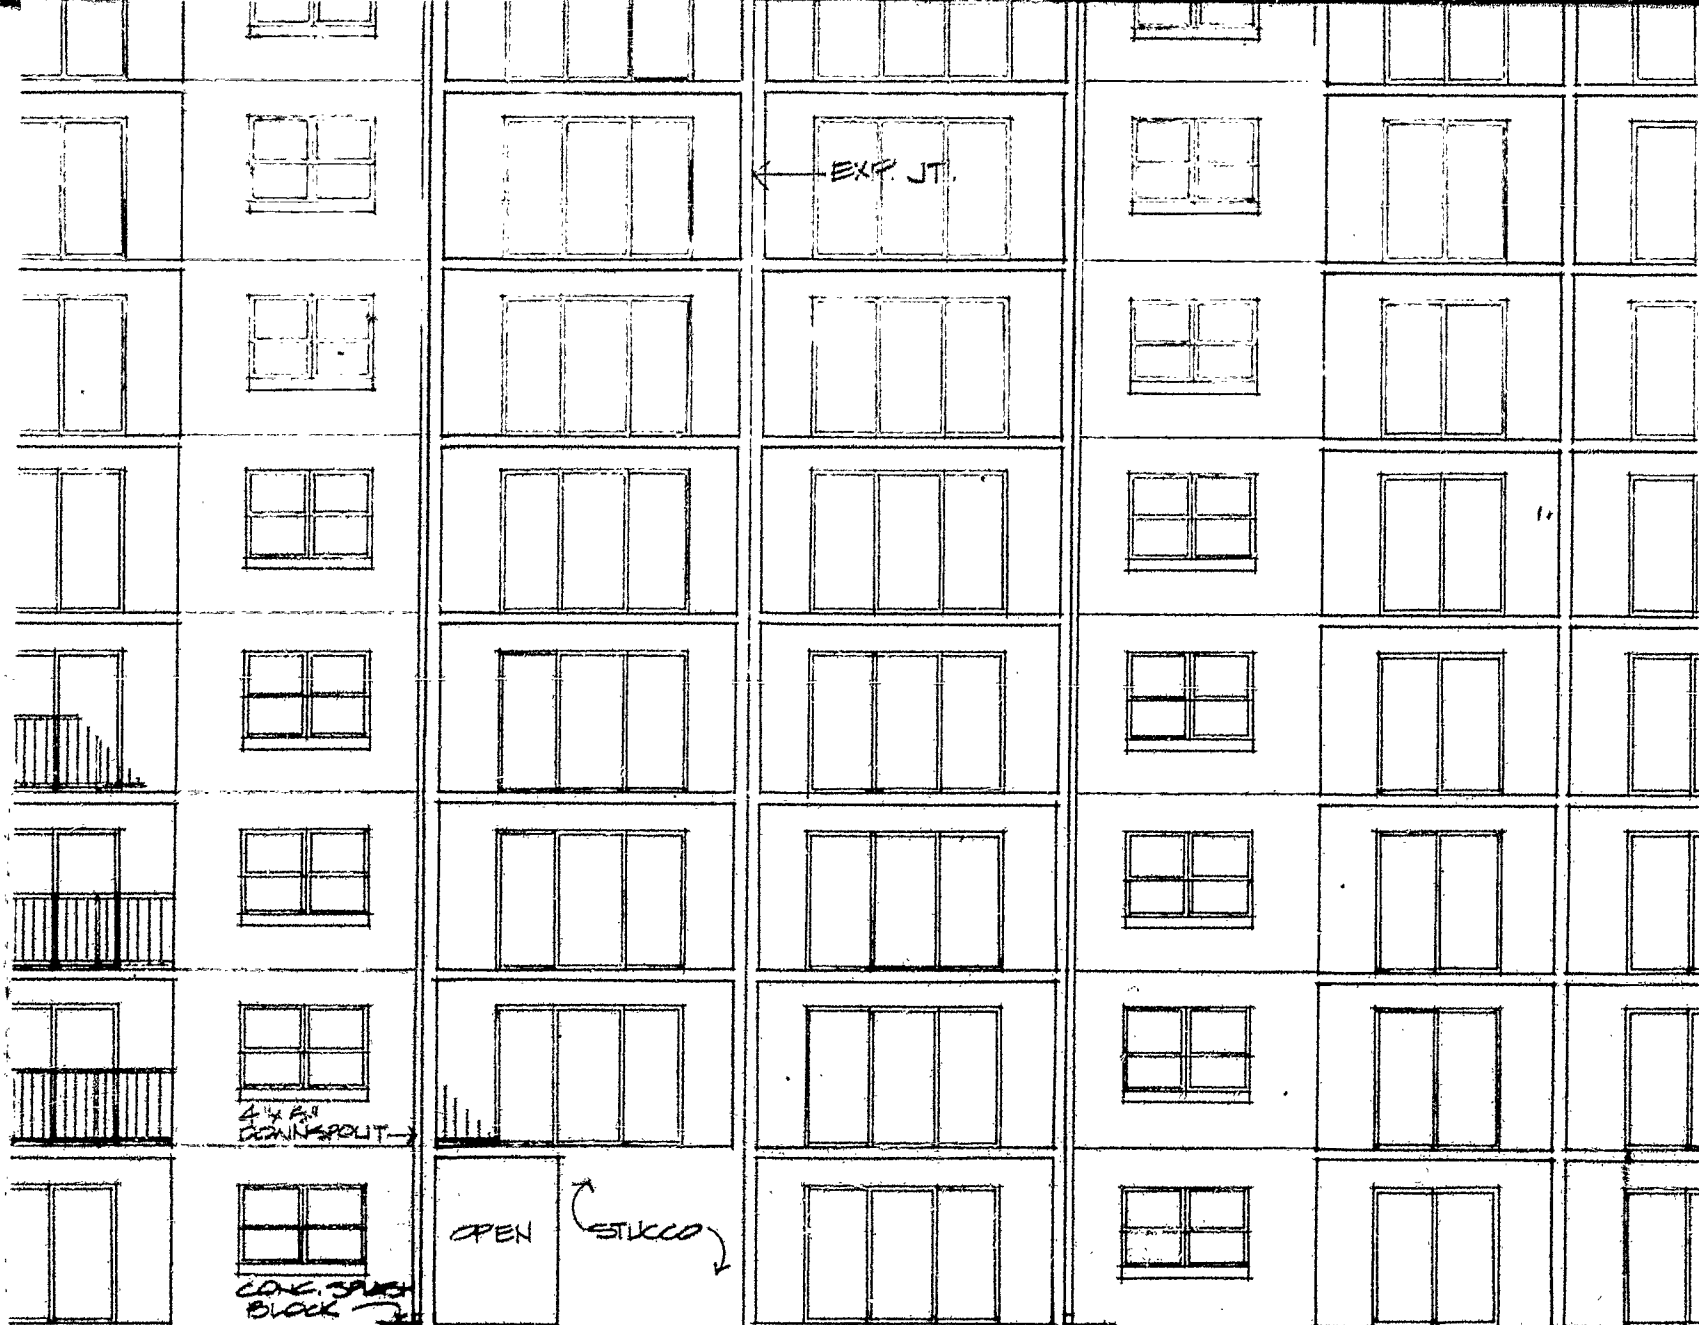 EXP. JT.
4"x 5"
DOWNSPOUT
OPEN
STUCCO
CONC. SPLASH
BLOCK